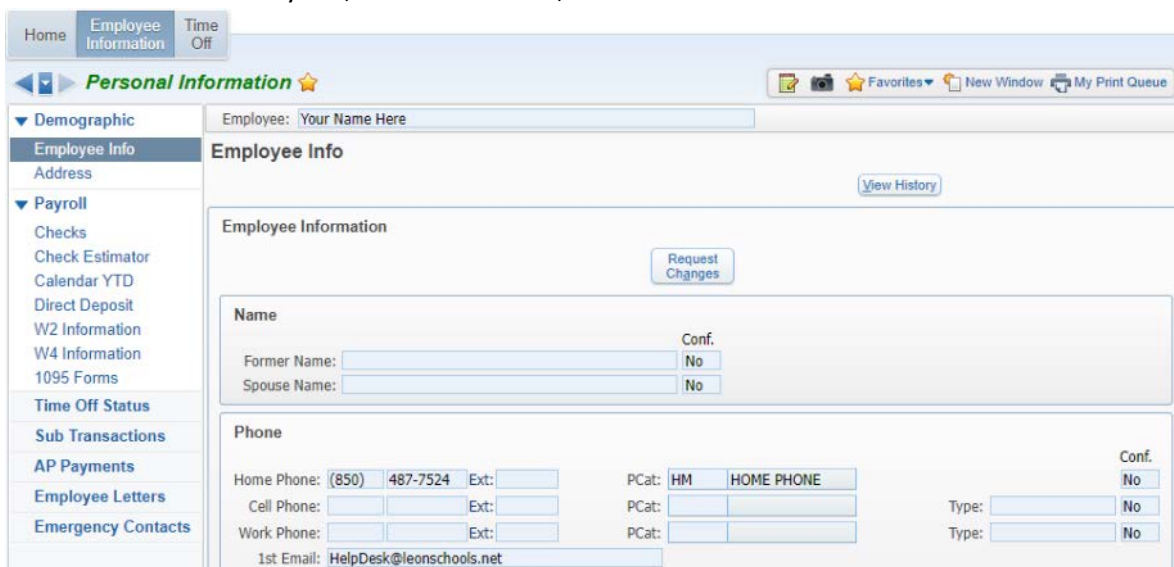 Home Employee Information Time Off
Personal Information Favorites New Window My Print Queue
Demographic
Employee Info
Address
Payroll
Checks
Check Estimator
Calendar YTD
Direct Deposit
W2 Information
W4 Information
1095 Forms
Time Off Status
Sub Transactions
AP Payments
Employee Letters
Emergency Contacts
Employee: Your Name Here
Employee Info
View History
Employee Information
Request Changes
Name
Conf.
Former Name: No
Spouse Name: No
Phone
Conf.
Home Phone: (850) 487-7524 Ext: PCat: HM HOME PHONE No
Cell Phone: Ext: PCat: Type: No
Work Phone: Ext: PCat: Type: No
1st Email: HelpDesk@leonschools.net